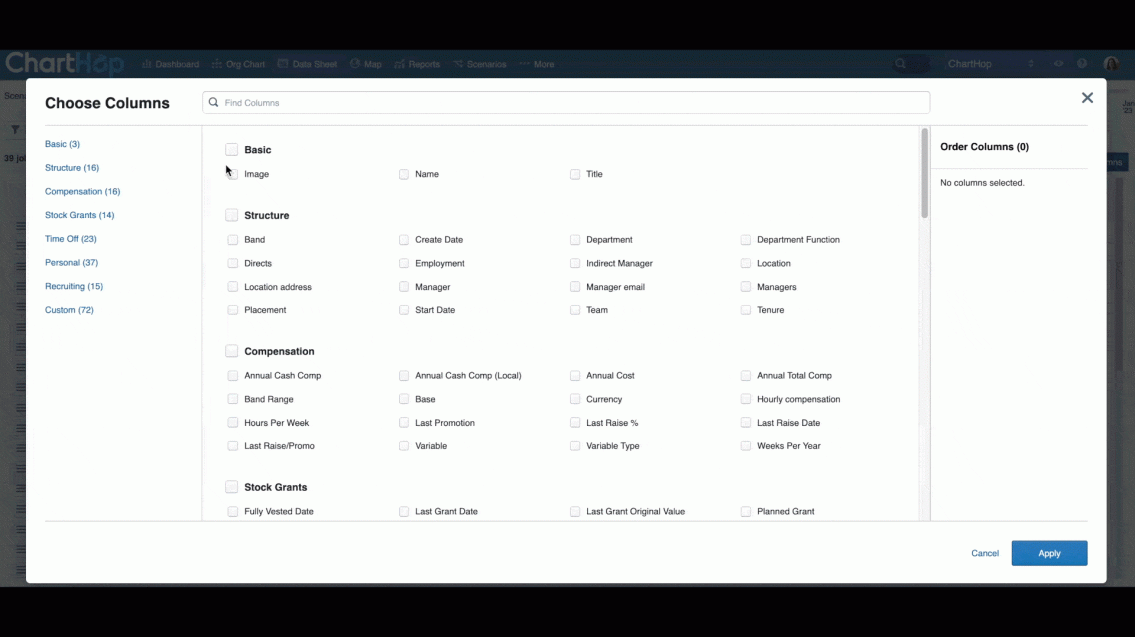 ChartHop Dashboard Org Chart Data Sheet Map Reports Scenarios More ChartHop
Choose Columns
Find Columns
Basic (3)
Structure (16)
Compensation (16)
Stock Grants (14)
Time Off (23)
Personal (37)
Recruiting (15)
Custom (72)
Basic
Image Name Title
Structure
Band Create Date Department Department Function
Directs Employment Indirect Manager Location
Location address Manager Manager email Managers
Placement Start Date Team Tenure
Compensation
Annual Cash Comp Annual Cash Comp (Local) Annual Cost Annual Total Comp
Band Range Base Currency Hourly compensation
Hours Per Week Last Promotion Last Raise % Last Raise Date
Last Raise/Promo Variable Variable Type Weeks Per Year
Stock Grants
Fully Vested Date Last Grant Date Last Grant Original Value Planned Grant
Order Columns (0)
No columns selected.
Cancel Apply